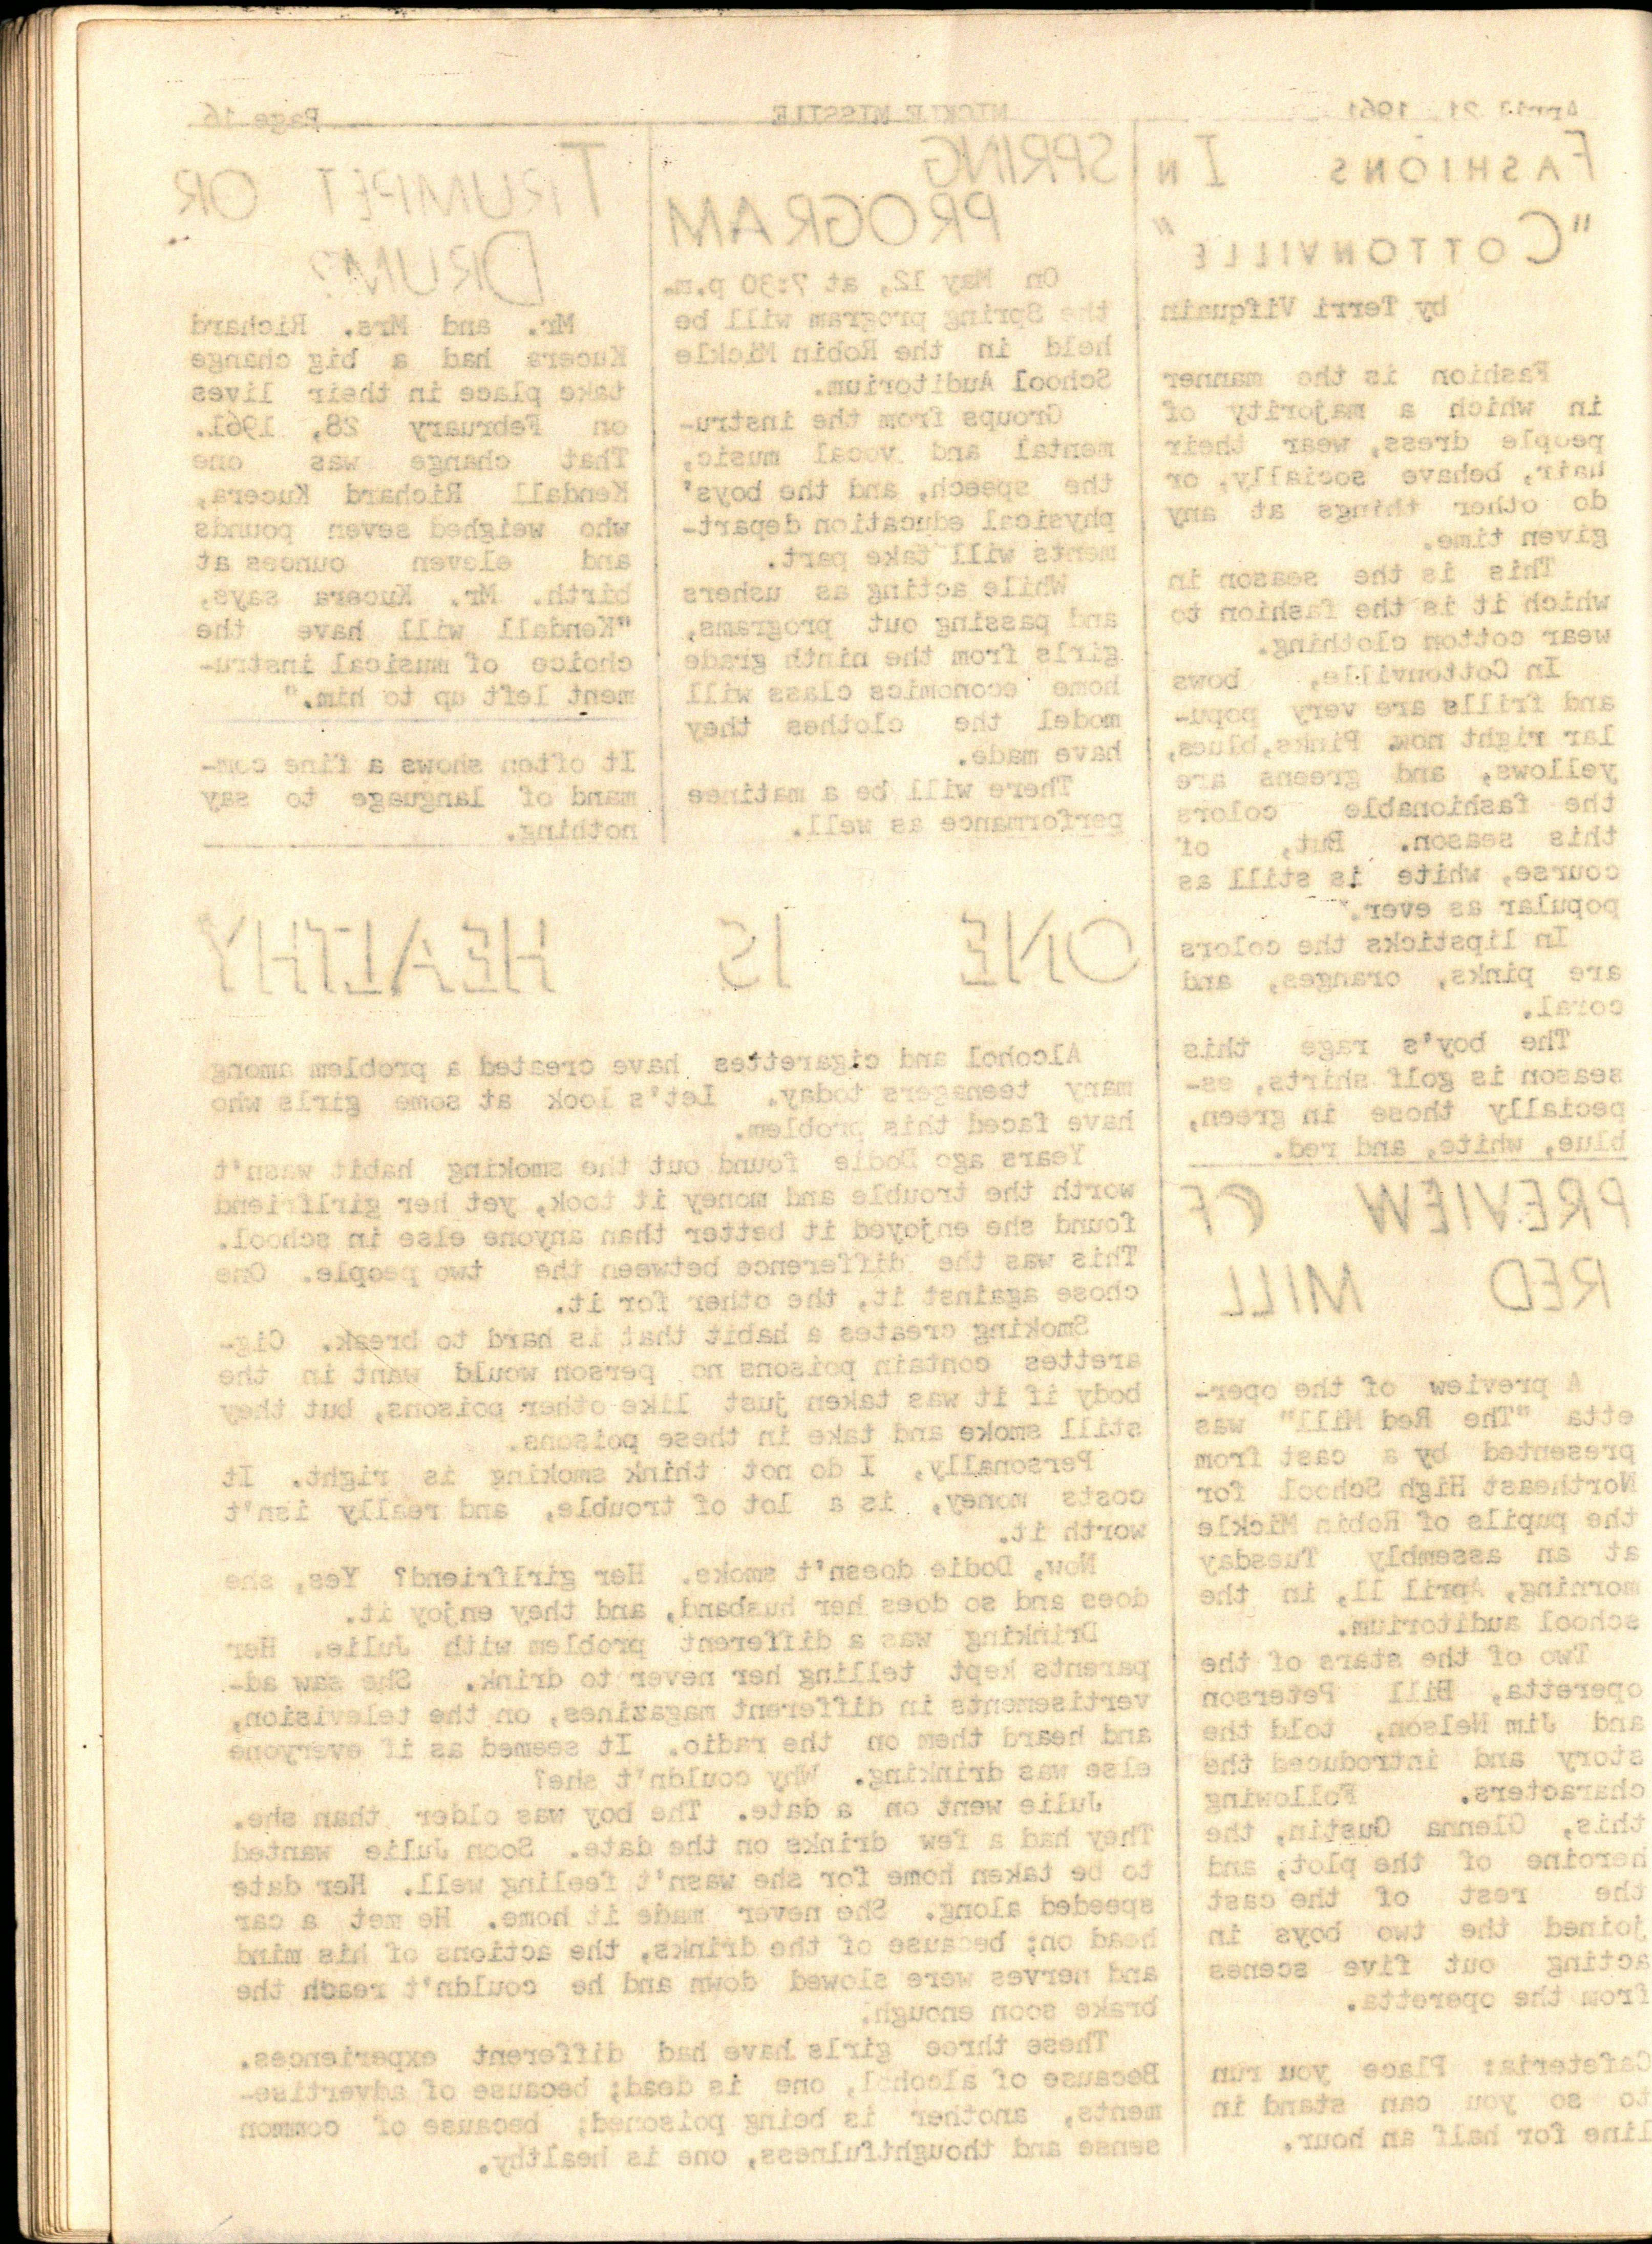 April 21, 1961 MICKLE MISSILE Page 16
FASHIONS IN
"COTTONVILLE"
by Terri Vifquain
Fashion is the manner
in which a majority of
people dress, wear their
hair, behave socially, or
do other things at any
given time.
This is the season in
which it is the fashion to
wear cotton clothing.
In Cottonville, bows
and frills are very popu-
lar right now. Pinks, blues,
yellows, and greens are
the fashionable colors
this season. But, of
course, white is still as
popular as ever.
In lipsticks the colors
are pinks, oranges, and
coral.
The boy's rage this
season is golf shirts, es-
pecially those in green,
blue, white, and red.
PREVIEW OF
RED MILL
A preview of the oper-
etta "The Red Mill" was
presented by a cast from
Northeast High School for
the pupils of Robin Mickle
at an assembly Tuesday
morning, April 11, in the
school auditorium.
Two of the stars of the
operetta, Bill Peterson
and Jim Nelson, told the
story and introduced the
characters. Following
this, Glenna Gustin, the
heroine of the plot, and
the rest of the cast
joined the two boys in
acting out five scenes
from the operetta.
Cafeteria: Place you run
to so you can stand in
line for half an hour.
SPRING
PROGRAM
On May 12, at 7:30 p.m.
the Spring program will be
held in the Robin Mickle
School Auditorium.
Groups from the instru-
mental and vocal music,
the speech, and the boys'
physical education depart-
ments will take part.
While acting as ushers
and passing out programs,
girls from the ninth grade
home economics class will
model the clothes they
have made.
There will be a matinee
performance as well.
TRUMPET OR
DRUM?
Mr. and Mrs. Richard
Kucera had a big change
take place in their lives
on February 28, 1961.
That change was one
Kendall Richard Kucera,
who weighed seven pounds
and eleven ounces at
birth. Mr. Kucera says,
"Kendall will have the
choice of musical instru-
ment left up to him."
It often shows a fine com-
mand of language to say
nothing.
ONE IS HEALTHY
Alcohol and cigarettes have created a problem among
many teenagers today. Let's look at some girls who
have faced this problem.
Years ago Dodie found out the smoking habit wasn't
worth the trouble and money it took, yet her girlfriend
found she enjoyed it better than anyone else in school.
This was the difference between the two people. One
chose against it, the other for it.
Smoking creates a habit that is hard to break. Cig-
arettes contain poisons no person would want in the
body if it was taken just like other poisons, but they
still smoke and take in these poisons.
Personally, I do not think smoking is right. It
costs money, is a lot of trouble, and really isn't
worth it.
Now, Dodie doesn't smoke. Her girlfriend? Yes, she
does and so does her husband, and they enjoy it.
Drinking was a different problem with Julie. Her
parents kept telling her never to drink. She saw ad-
vertisements in different magazines, on the television,
and heard them on the radio. It seemed as if everyone
else was drinking. Why couldn't she?
Julie went on a date. The boy was older than she.
They had a few drinks on the date. Soon Julie wanted
to be taken home for she wasn't feeling well. Her date
speeded along. She never made it home. He met a car
head on; because of the drinks, the actions of his mind
and nerves were slowed down and he couldn't reach the
brake soon enough.
These three girls have had different experiences.
Because of alcohol, one is dead; because of advertise-
ments, another is being poisoned; because of common
sense and thoughtfulness, one is healthy.